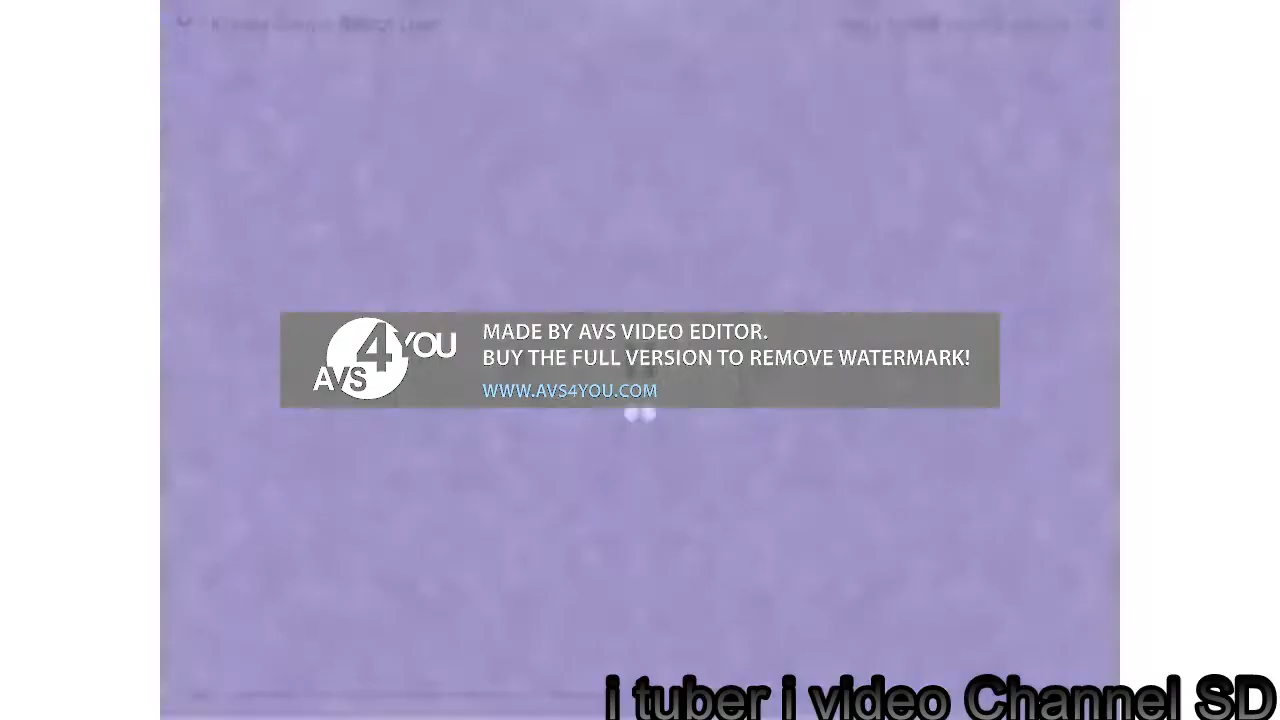 AVS4YOU
MADE BY AVS VIDEO EDITOR.
BUY THE FULL VERSION TO REMOVE WATERMARK!
WWW.AVS4YOU.COM
i tuber i video Channel SD